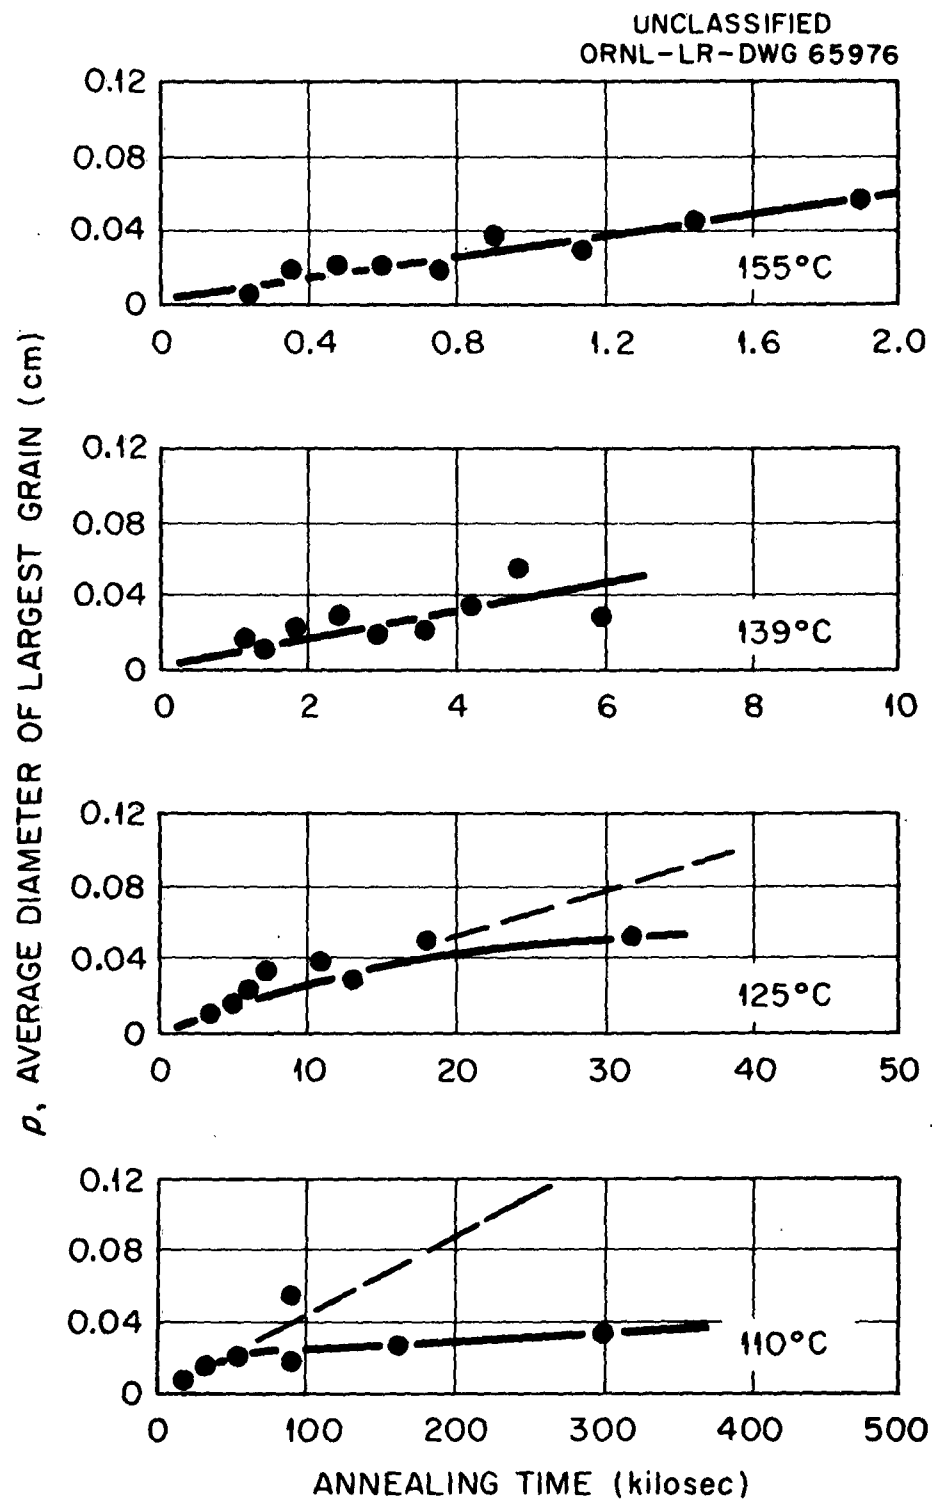 UNCLASSIFIED
ORNL-LR-DWG 65976
0.12
0.08
0.04
0
155°C
0 0.4 0.8 1.2 1.6 2.0
0.12
0.08
0.04
0
139°C
0 2 4 6 8 10
0.12
0.08
0.04
0
125°C
0 10 20 30 40 50
0.12
0.08
0.04
0
110°C
0 100 200 300 400 500
ρ, AVERAGE DIAMETER OF LARGEST GRAIN (cm)
ANNEALING TIME (kilosec)